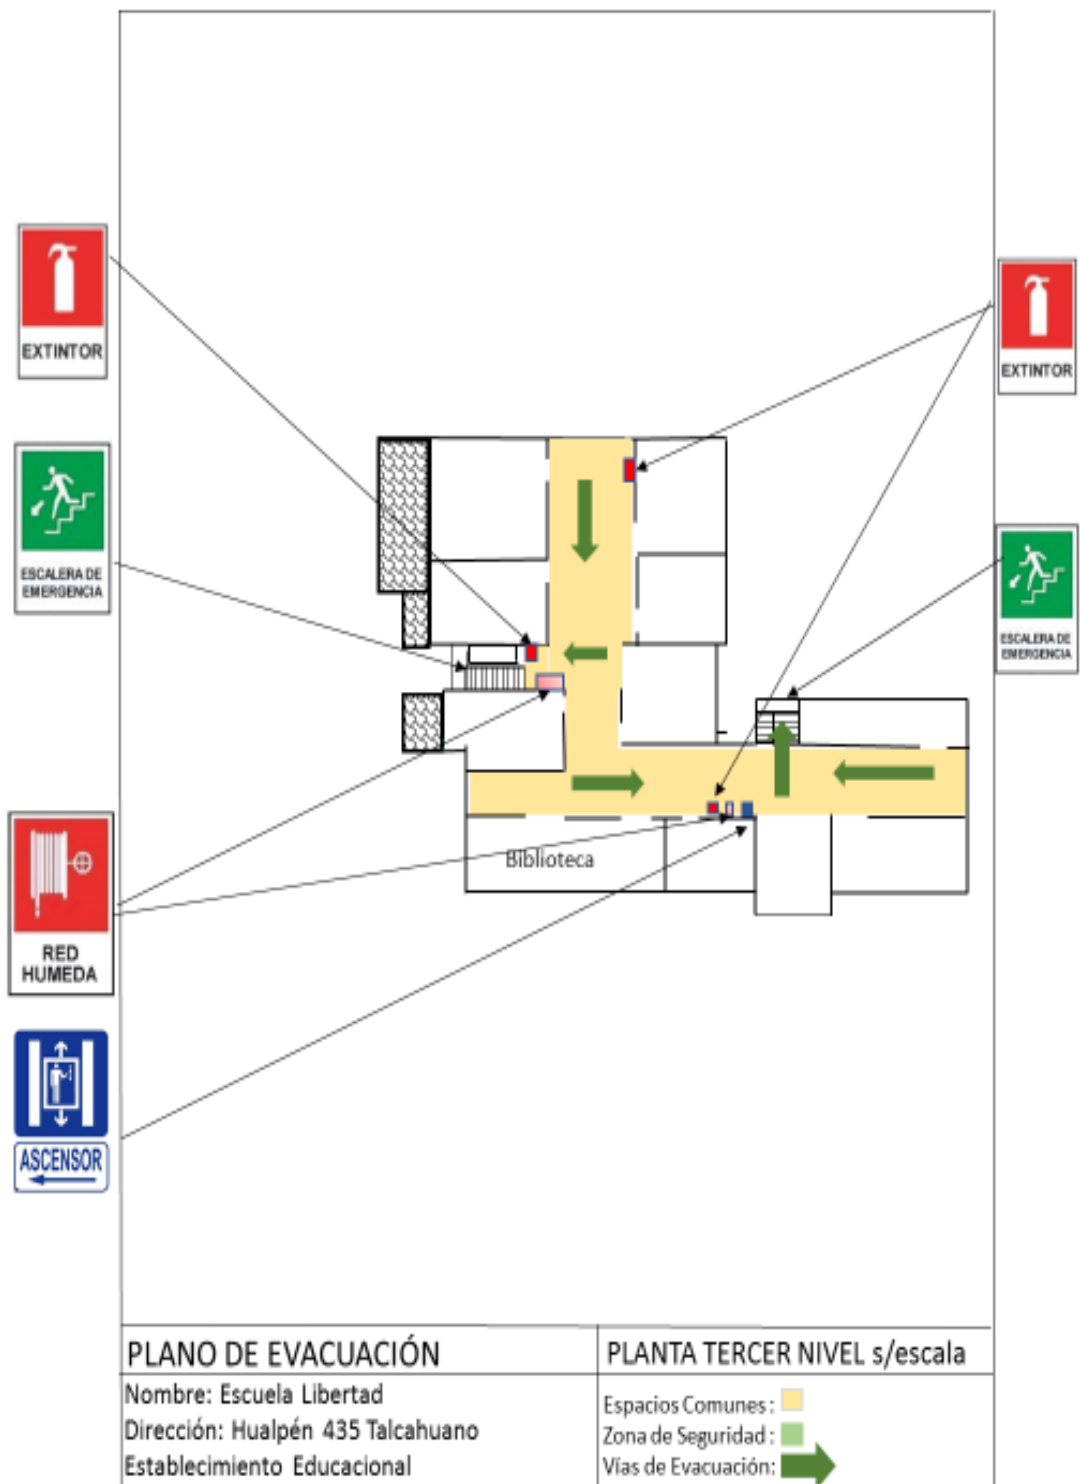 EXTINTOR
EXTINTOR
ESCALERA DE
EMERGENCIA
ESCALERA DE
EMERGENCIA
Biblioteca
RED
HUMEDA
ASCENSOR
PLANO DE EVACUACIÓN
Nombre: Escuela Libertad
Dirección: Hualpén 435 Talcahuano
Establecimiento Educacional
PLANTA TERCER NIVEL s/escala
Espacios Comunes :
Zona de Seguridad :
Vías de Evacuación: